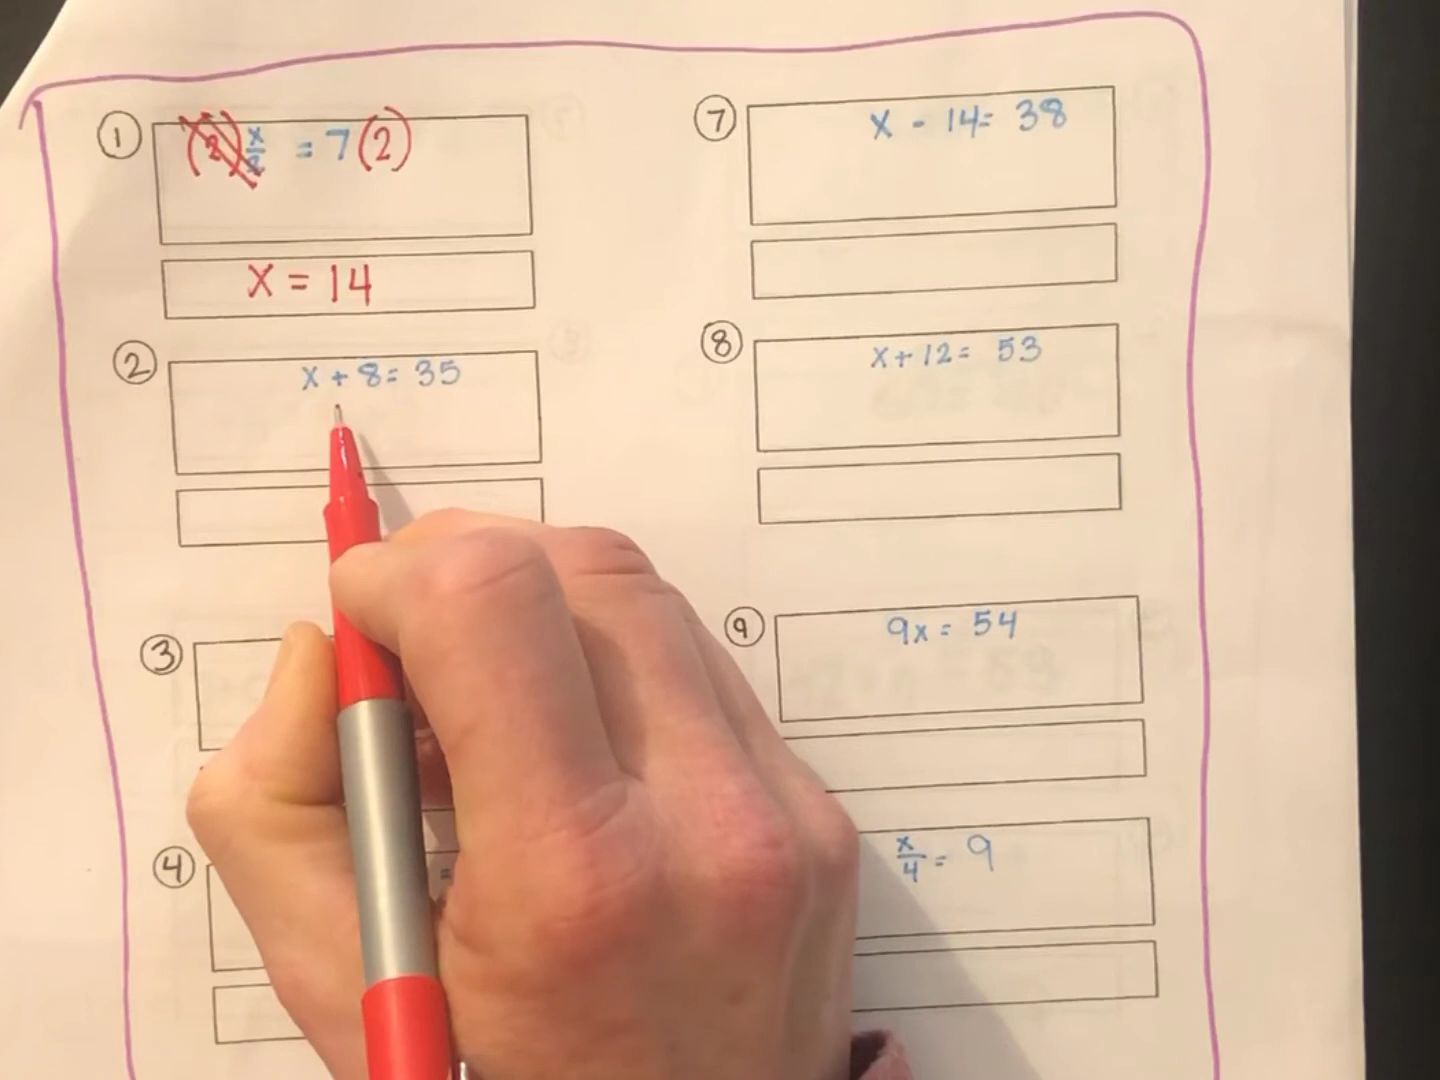 1
(2) x/2 = 7 (2)
x = 14
2
x + 8 = 35
3
4
=
7
x - 14 = 38
8
x + 12 = 53
9
9x = 54
x/4 = 9